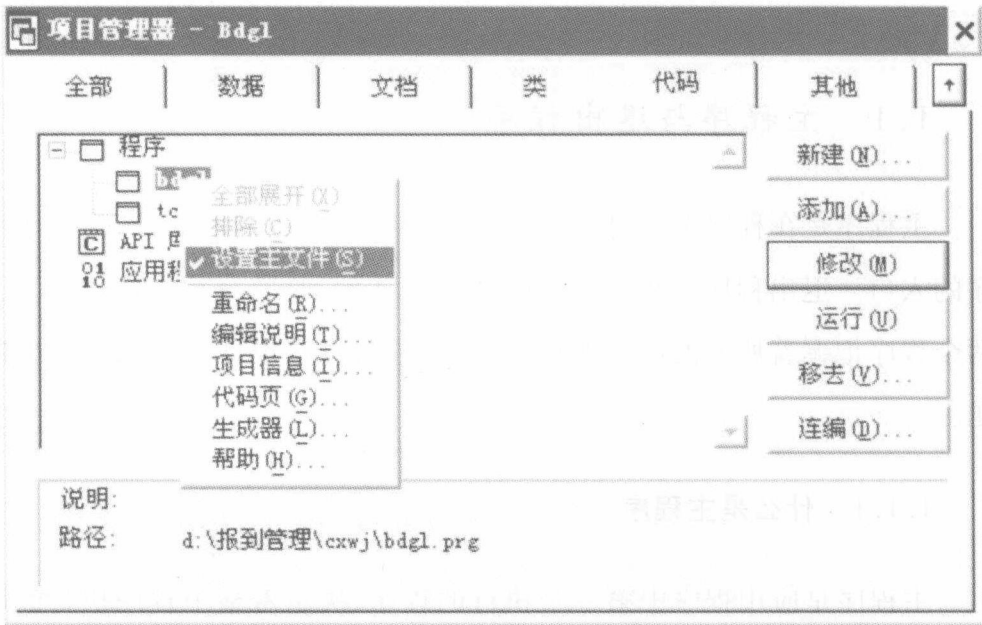 项目管理器 - Bdgl
全部 数据 文档 类 代码 其他
程序
新建(N)...
全部展开(X)
tc
添加(A)...
排除(C)
API
设置主文件(S)
修改(M)
重命名(R)...
运行(U)
编辑说明(T)...
项目信息(I)...
移去(V)...
代码页(G)...
生成器(L)...
连编(D)...
帮助(H)...
说明:
路径: d:\报到管理\cxwj\bdgl.prg